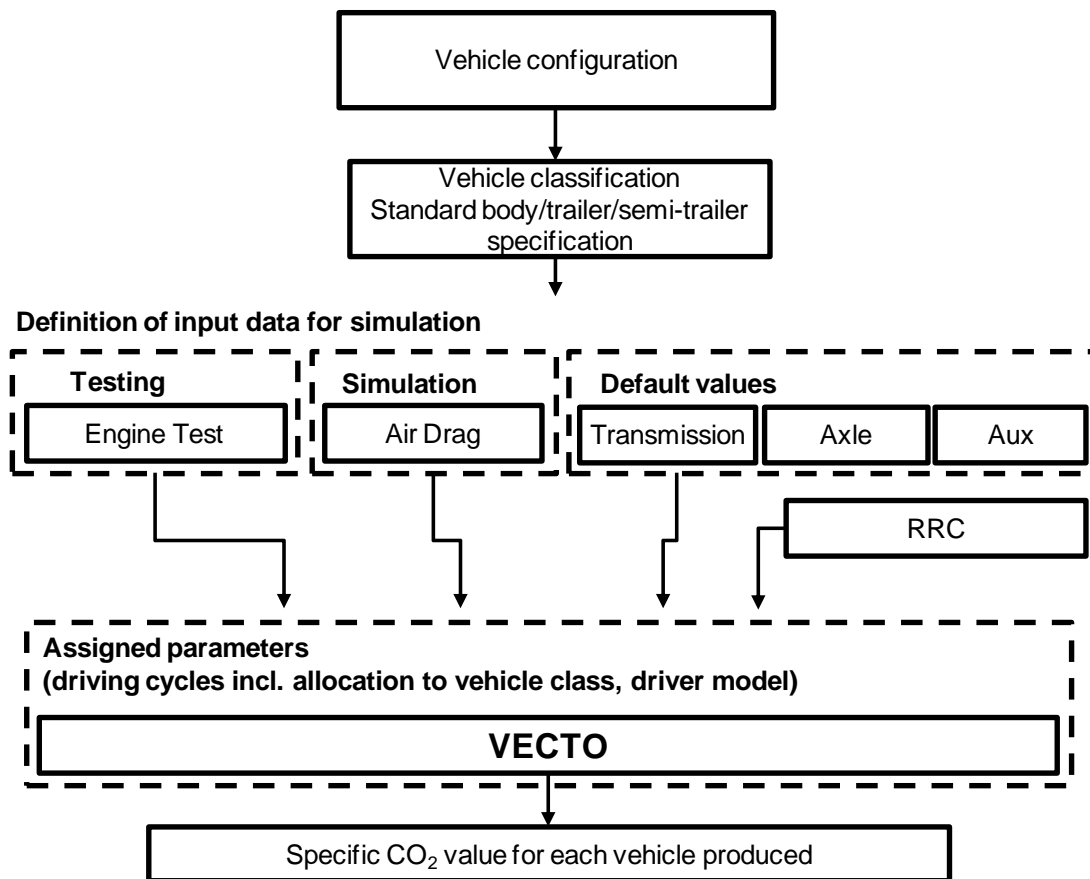 Vehicle configuration
Vehicle classification
Standard body/trailer/semi-trailer
specification
Definition of input data for simulation
Testing
Engine Test
Simulation
Air Drag
Default values
Transmission
Axle
Aux
RRC
Assigned parameters
(driving cycles incl. allocation to vehicle class, driver model)
VECTO
Specific CO₂ value for each vehicle produced